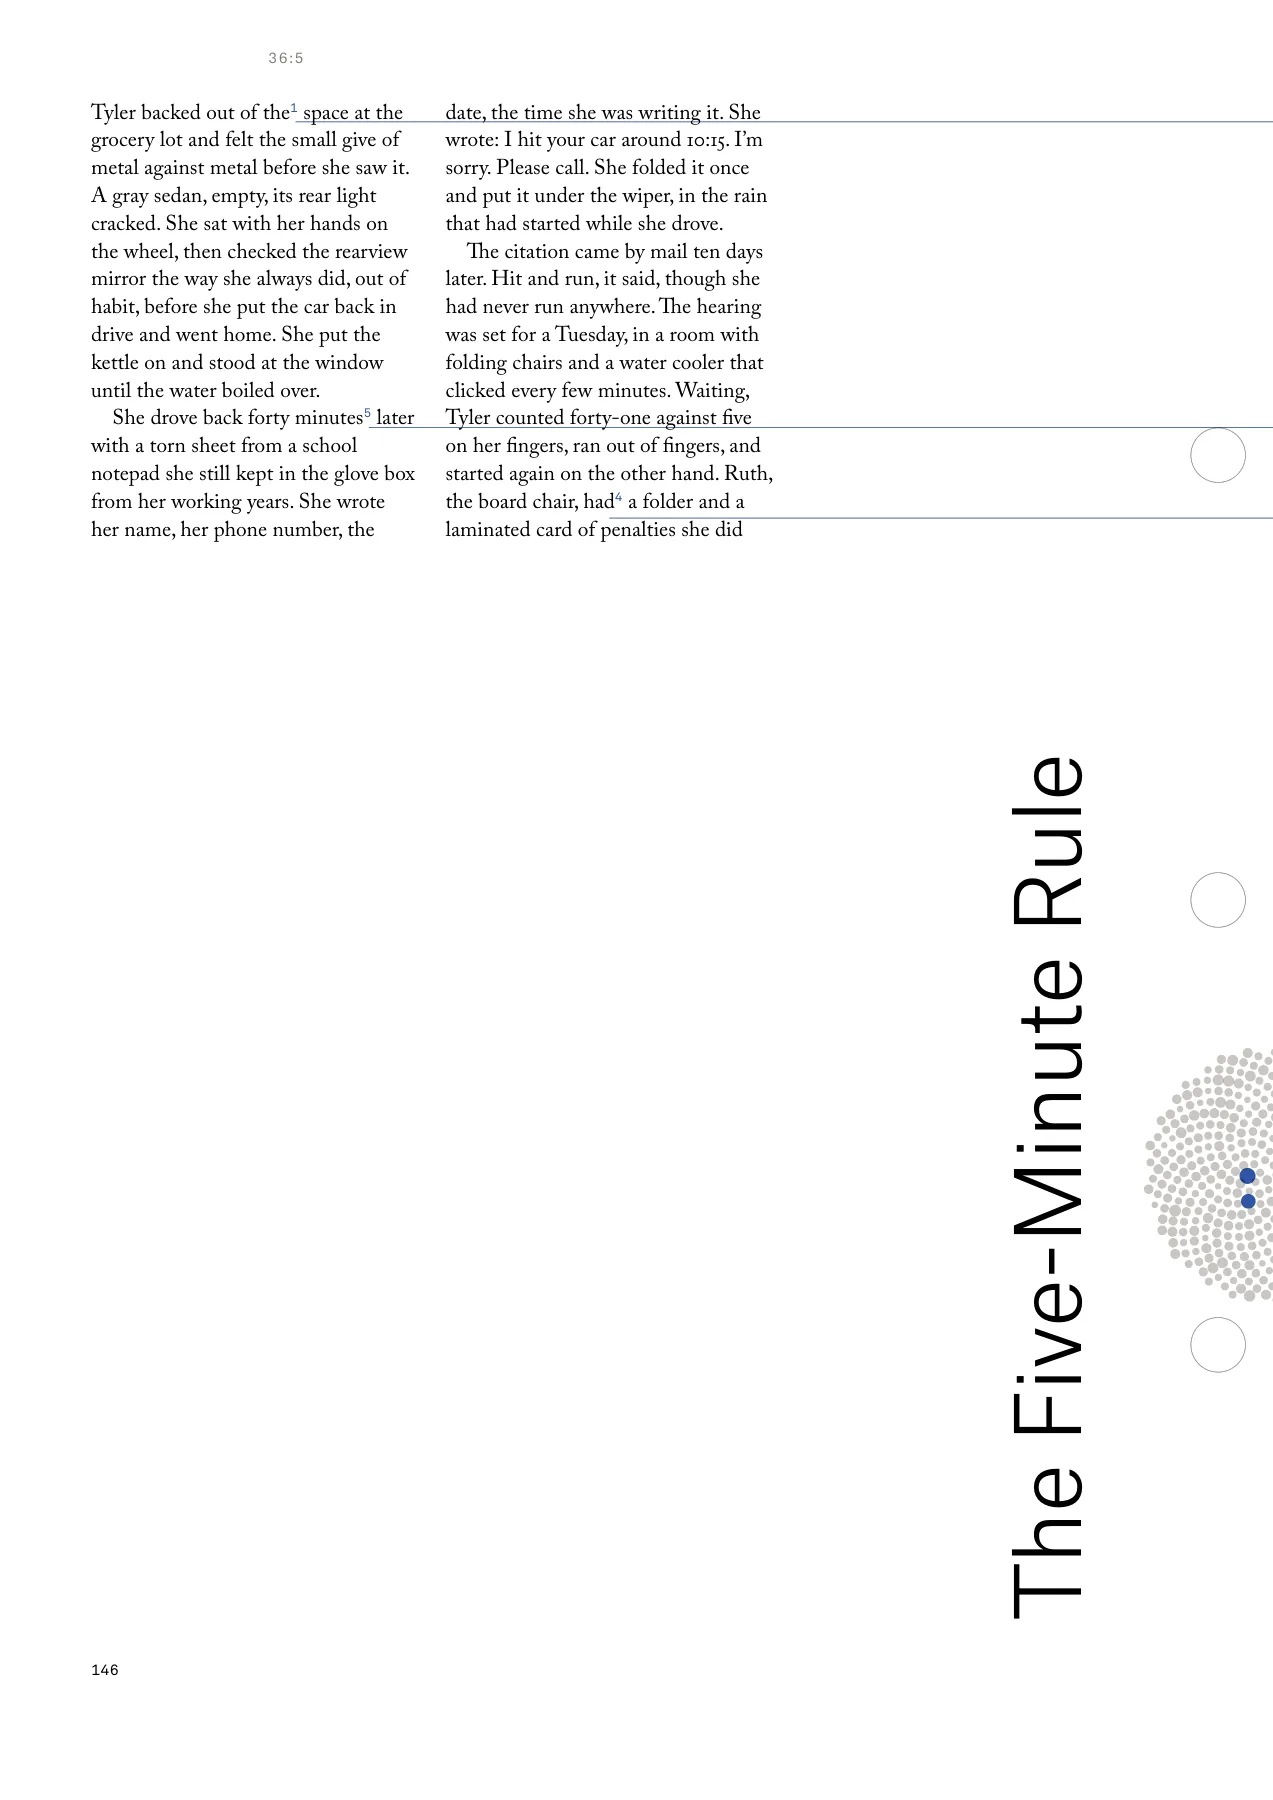 36:5
Tyler backed out of the¹ space at the
grocery lot and felt the small give of
metal against metal before she saw it.
A gray sedan, empty, its rear light
cracked. She sat with her hands on
the wheel, then checked the rearview
mirror the way she always did, out of
habit, before she put the car back in
drive and went home. She put the
kettle on and stood at the window
until the water boiled over.
She drove back forty minutes⁵ later
with a torn sheet from a school
notepad she still kept in the glove box
from her working years. She wrote
her name, her phone number, the
date, the time she was writing it. She
wrote: I hit your car around 10:15. I’m
sorry. Please call. She folded it once
and put it under the wiper, in the rain
that had started while she drove.
The citation came by mail ten days
later. Hit and run, it said, though she
had never run anywhere. The hearing
was set for a Tuesday, in a room with
folding chairs and a water cooler that
clicked every few minutes. Waiting,
Tyler counted forty-one against five
on her fingers, ran out of fingers, and
started again on the other hand. Ruth,
the board chair, had⁴ a folder and a
laminated card of penalties she did
The Five-Minute Rule
146